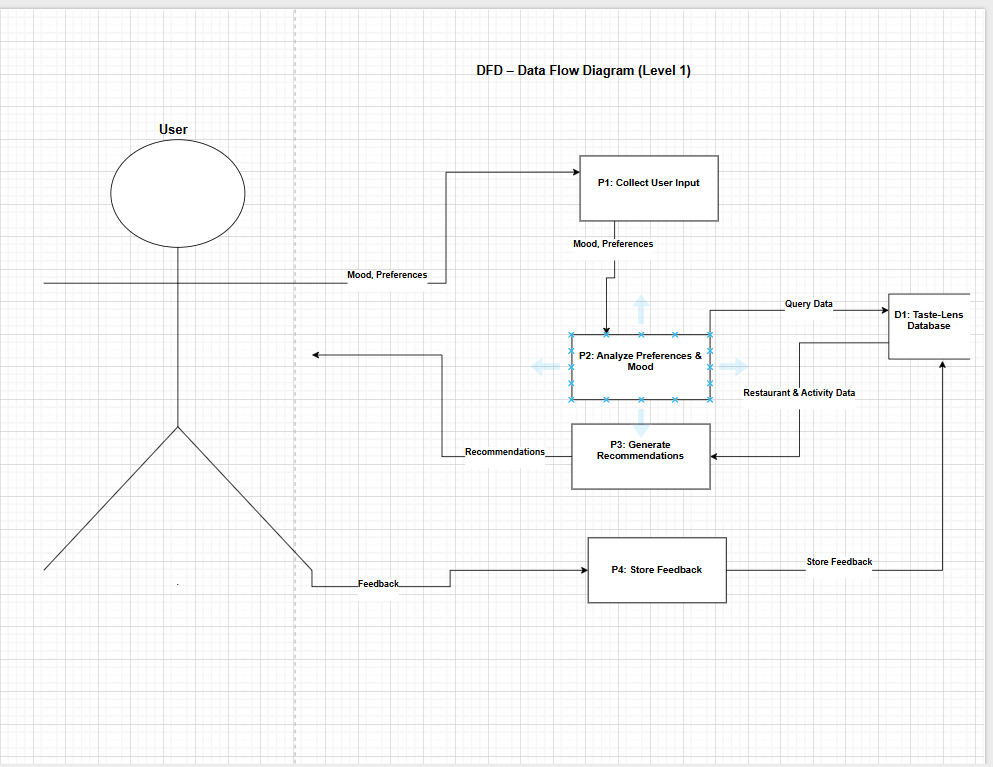 DFD – Data Flow Diagram (Level 1)
User
P1: Collect User Input
Mood, Preferences
Mood, Preferences
Query Data
D1: Taste-Lens
Database
P2: Analyze Preferences &
Mood
Restaurant & Activity Data
P3: Generate
Recommendations
Recommendations
P4: Store Feedback
Store Feedback
Feedback